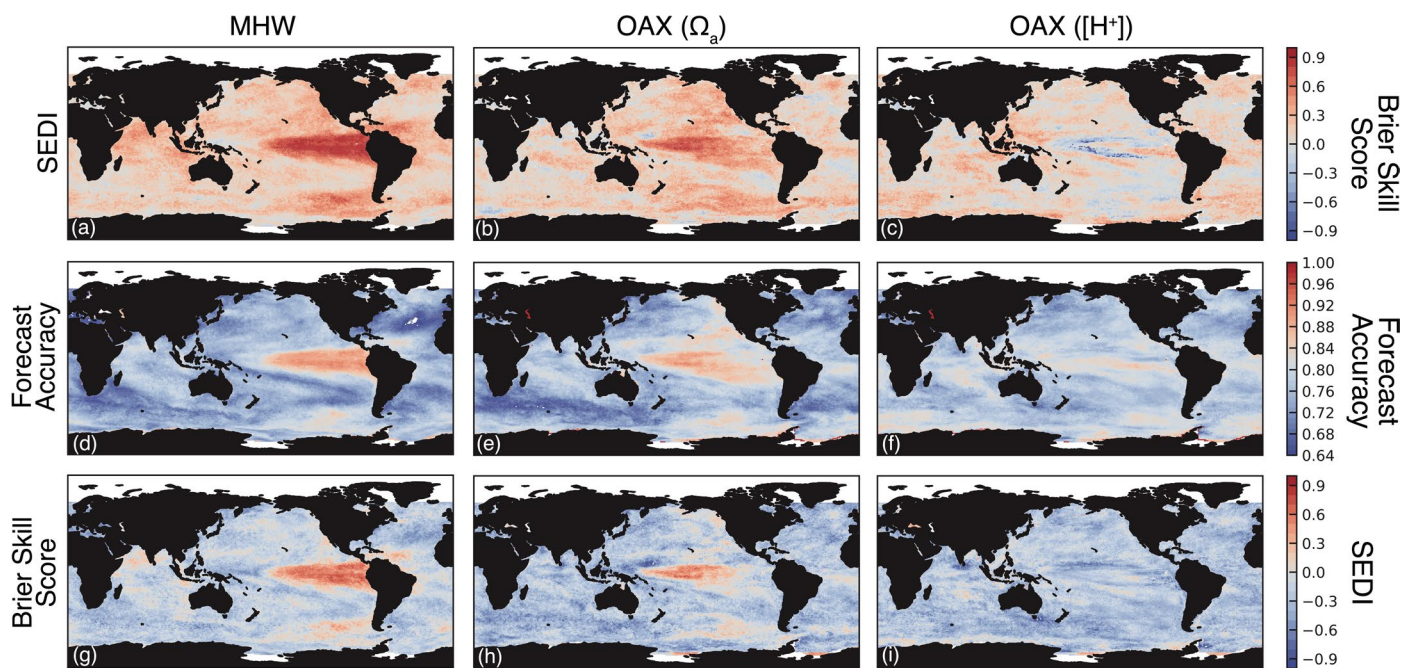 MHW
OAX (Ωₐ)
OAX ([H⁺])
SEDI
(a)
(b)
(c)
0.9
0.6
0.3
0.0
−0.3
−0.6
−0.9
Brier Skill
Score
Forecast
Accuracy
(d)
(e)
(f)
1.00
0.96
0.92
0.88
0.84
0.80
0.76
0.72
0.68
0.64
Forecast
Accuracy
Brier Skill
Score
(g)
(h)
(i)
0.9
0.6
0.3
0.0
−0.3
−0.6
−0.9
SEDI